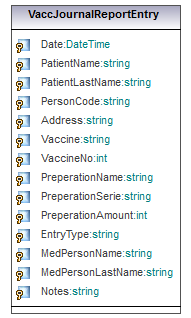 VaccJournalReportEntry
Date:DateTime
PatientName:string
PatientLastName:string
PersonCode:string
Address:string
Vaccine:string
VaccineNo:int
PreperationName:string
PreperationSerie:string
PreperationAmount:int
EntryType:string
MedPersonName:string
MedPersonLastName:string
Notes:string